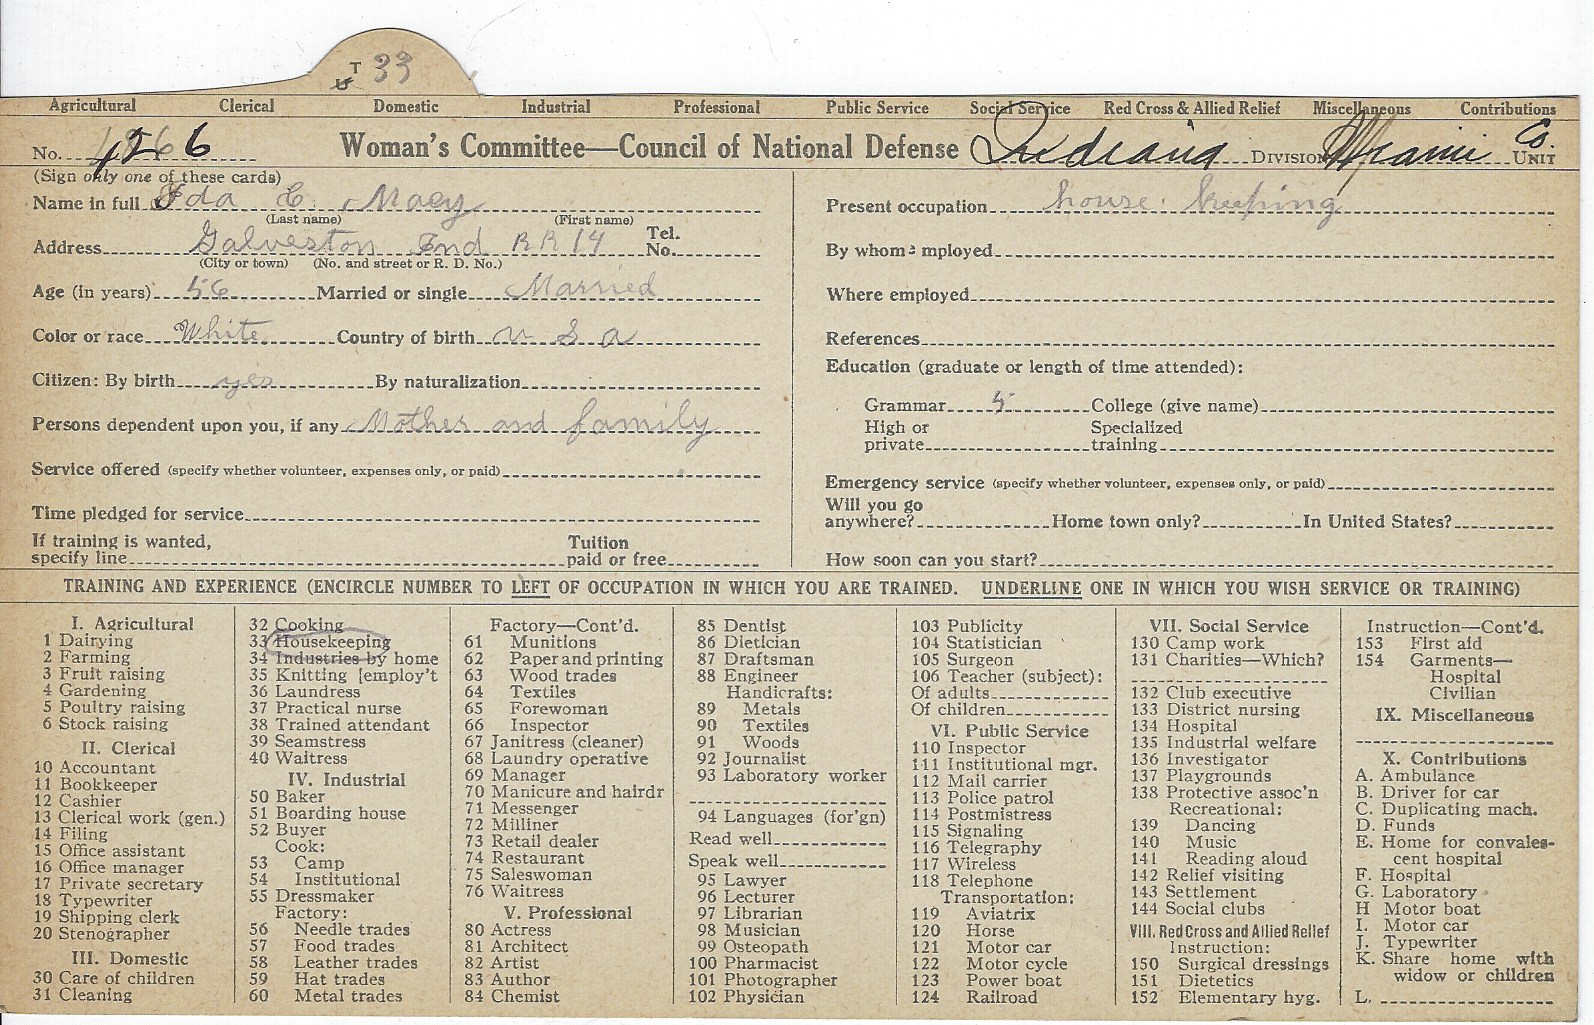 T 33
Agricultural Clerical Domestic Industrial Professional Public Service Social Service Red Cross & Allied Relief Miscellaneous Contributions
No. 4266 Woman's Committee—Council of National Defense Indiana DIVISION Miami Co. UNIT
(Sign only one of these cards)
Name in full Ida C. Macy
(Last name) (First name)
Address Galveston Ind RR 14 Tel. No.
(City or town) (No. and street or R. D. No.)
Age (in years) 56 Married or single Married
Color or race White Country of birth U S a
Citizen: By birth yes By naturalization
Persons dependent upon you, if any Mother and family
Service offered (specify whether volunteer, expenses only, or paid)
Time pledged for service
If training is wanted, Tuition
specify line paid or free
Present occupation house keeping
By whom employed
Where employed
References
Education (graduate or length of time attended):
Grammar 5 College (give name)
High or Specialized
private training
Emergency service (specify whether volunteer, expenses only, or paid)
Will you go
anywhere? Home town only? In United States?
How soon can you start?
TRAINING AND EXPERIENCE (ENCIRCLE NUMBER TO LEFT OF OCCUPATION IN WHICH YOU ARE TRAINED. UNDERLINE ONE IN WHICH YOU WISH SERVICE OR TRAINING)
I. Agricultural
1 Dairying
2 Farming
3 Fruit raising
4 Gardening
5 Poultry raising
6 Stock raising
II. Clerical
10 Accountant
11 Bookkeeper
12 Cashier
13 Clerical work (gen.)
14 Filing
15 Office assistant
16 Office manager
17 Private secretary
18 Typewriter
19 Shipping clerk
20 Stenographer
III. Domestic
30 Care of children
31 Cleaning
32 Cooking
33 Housekeeping
34 Industries by home
35 Knitting [employ't
36 Laundress
37 Practical nurse
38 Trained attendant
39 Seamstress
40 Waitress
IV. Industrial
50 Baker
51 Boarding house
52 Buyer
Cook:
53 Camp
54 Institutional
55 Dressmaker
Factory:
56 Needle trades
57 Food trades
58 Leather trades
59 Hat trades
60 Metal trades
Factory—Cont'd.
61 Munitions
62 Paper and printing
63 Wood trades
64 Textiles
65 Forewoman
66 Inspector
67 Janitress (cleaner)
68 Laundry operative
69 Manager
70 Manicure and hairdr
71 Messenger
72 Milliner
73 Retail dealer
74 Restaurant
75 Saleswoman
76 Waitress
V. Professional
80 Actress
81 Architect
82 Artist
83 Author
84 Chemist
85 Dentist
86 Dietician
87 Draftsman
88 Engineer
Handicrafts:
89 Metals
90 Textiles
91 Woods
92 Journalist
93 Laboratory worker
94 Languages (for'gn)
Read well
Speak well
95 Lawyer
96 Lecturer
97 Librarian
98 Musician
99 Osteopath
100 Pharmacist
101 Photographer
102 Physician
103 Publicity
104 Statistician
105 Surgeon
106 Teacher (subject):
Of adults
Of children
VI. Public Service
110 Inspector
111 Institutional mgr.
112 Mail carrier
113 Police patrol
114 Postmistress
115 Signaling
116 Telegraphy
117 Wireless
118 Telephone
Transportation:
119 Aviatrix
120 Horse
121 Motor car
122 Motor cycle
123 Power boat
124 Railroad
VII. Social Service
130 Camp work
131 Charities—Which?
132 Club executive
133 District nursing
134 Hospital
135 Industrial welfare
136 Investigator
137 Playgrounds
138 Protective assoc'n
Recreational:
139 Dancing
140 Music
141 Reading aloud
142 Relief visiting
143 Settlement
144 Social clubs
VIII. Red Cross and Allied Relief
Instruction:
150 Surgical dressings
151 Dietetics
152 Elementary hyg.
Instruction—Cont'd.
153 First aid
154 Garments—
Hospital
Civilian
IX. Miscellaneous
X. Contributions
A. Ambulance
B. Driver for car
C. Duplicating mach.
D. Funds
E. Home for convales-
cent hospital
F. Hospital
G. Laboratory
H Motor boat
I. Motor car
J. Typewriter
K. Share home with
widow or children
L.